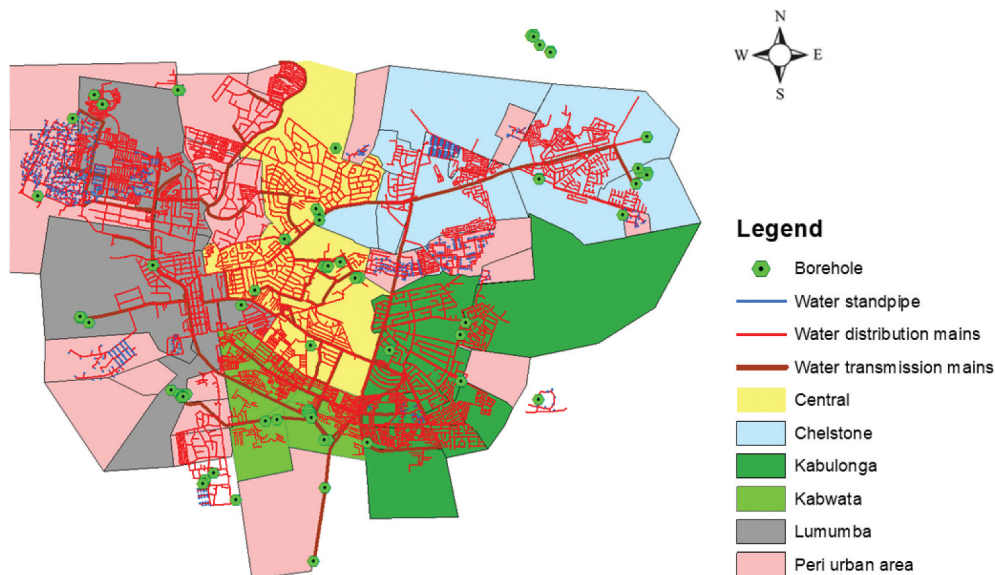 N
W E
S
Legend
Borehole
Water standpipe
Water distribution mains
Water transmission mains
Central
Chelstone
Kabulonga
Kabwata
Lumumba
Peri urban area